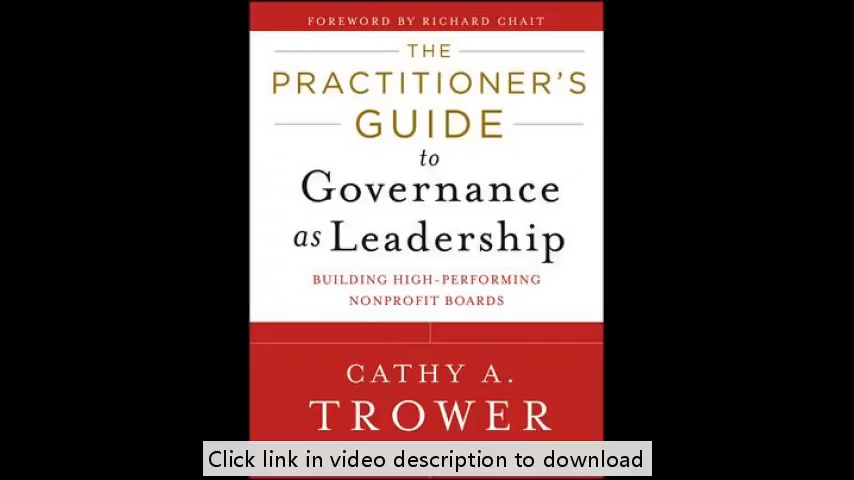 FOREWORD BY RICHARD CHAIT
THE
PRACTITIONER'S
GUIDE
to
Governance
as Leadership
BUILDING HIGH-PERFORMING
NONPROFIT BOARDS
CATHY A.
TROWER
Click link in video description to download